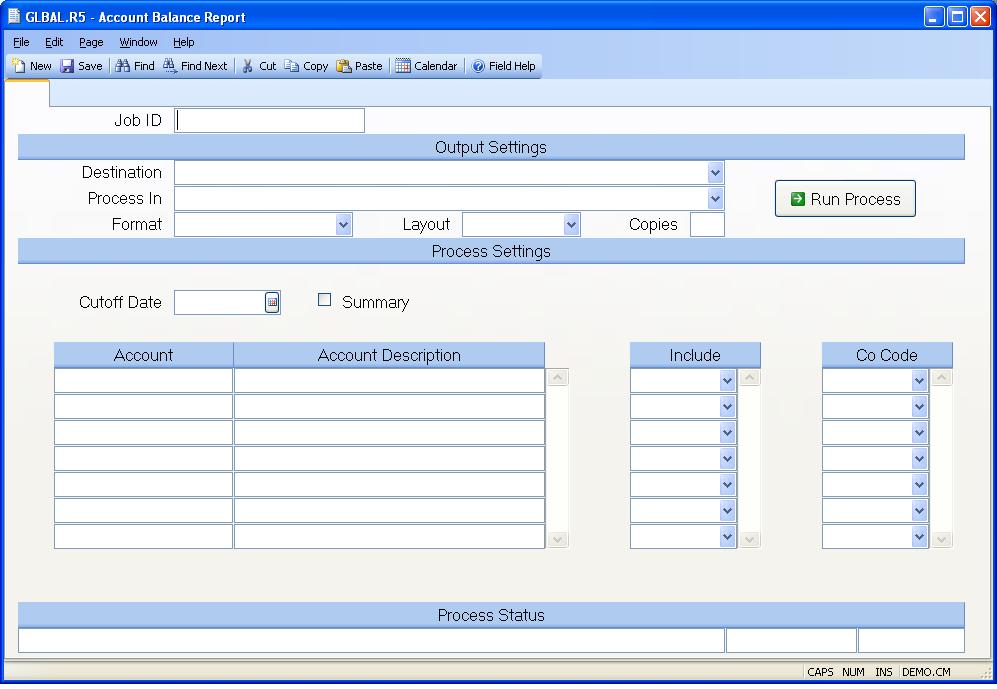 GLBAL.R5 - Account Balance Report
File Edit Page Window Help
New Save Find Find Next Cut Copy Paste Calendar Field Help
Job ID
Output Settings
Destination
Process In
Run Process
Format Layout Copies
Process Settings
Cutoff Date Summary
Account Account Description Include Co Code
Process Status
CAPS NUM INS DEMO.CM